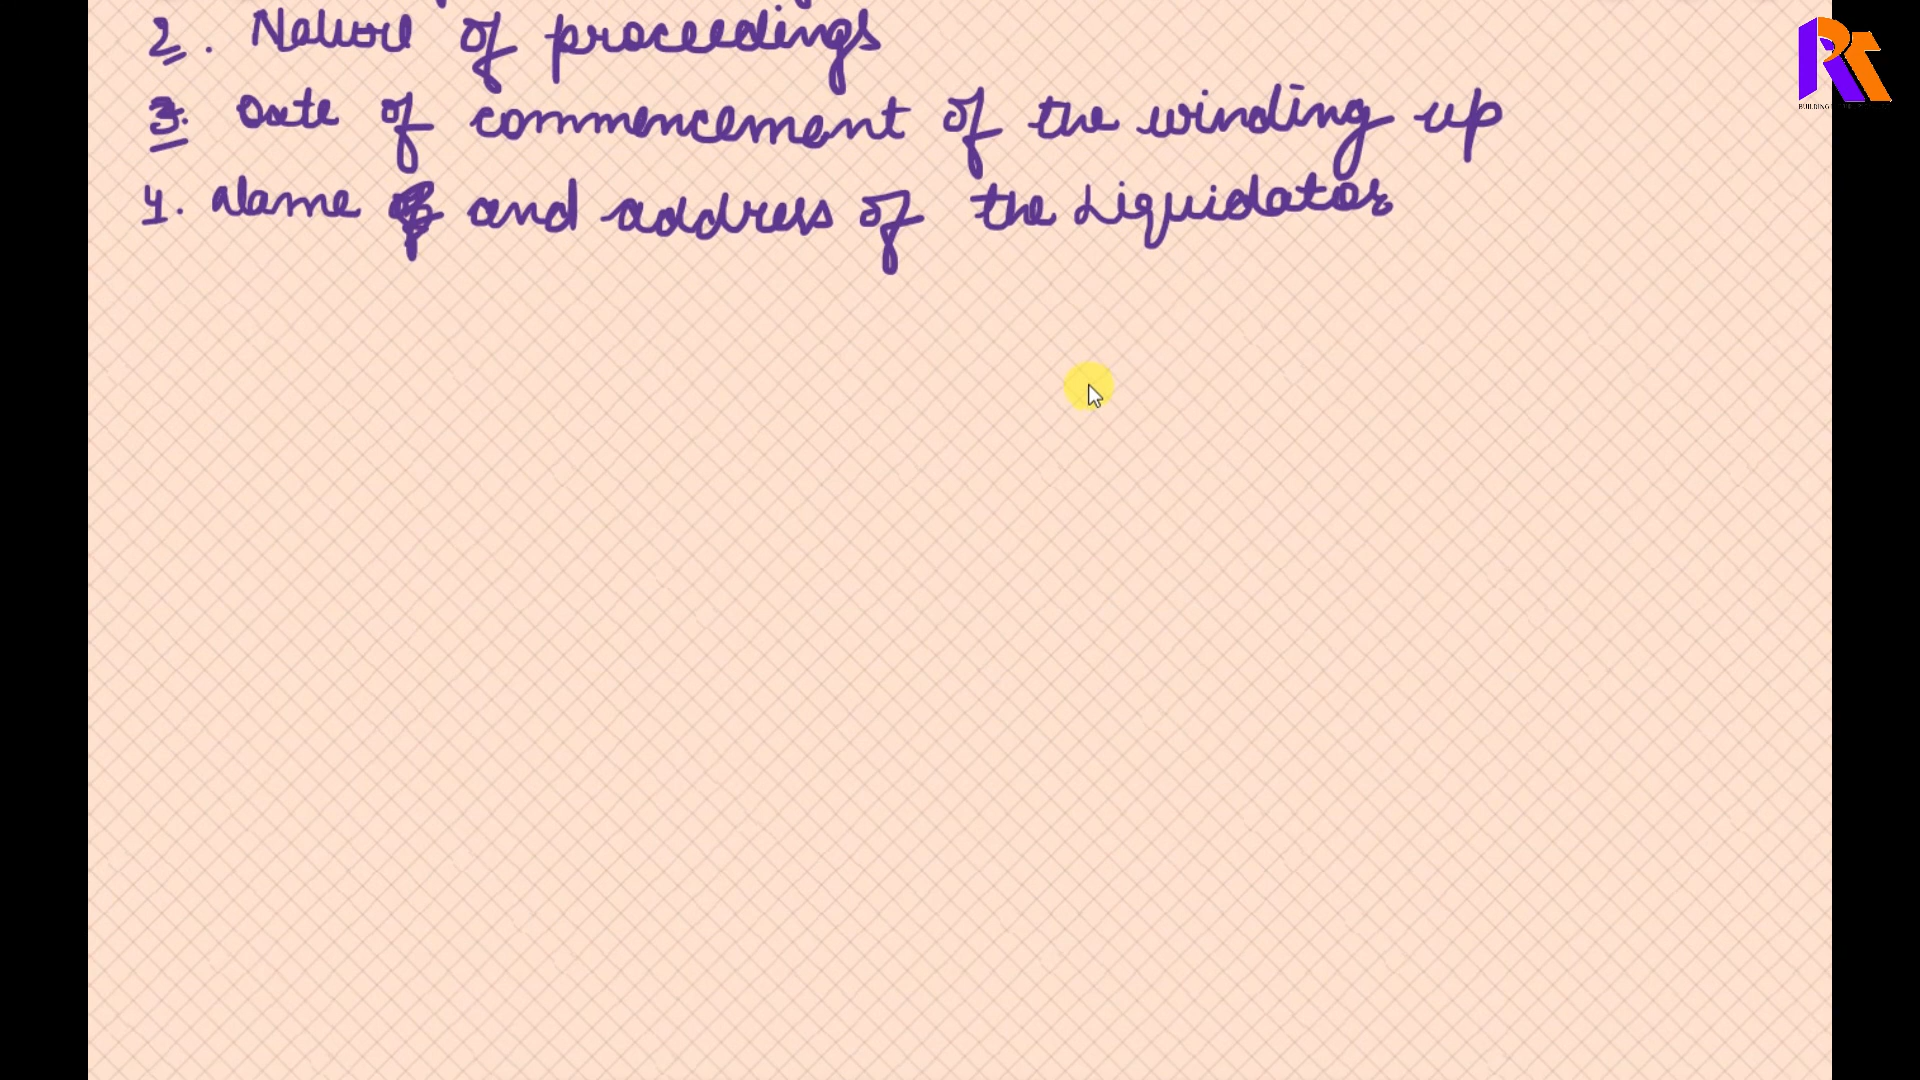 2. Nature of proceedings
3. Date of commencement of the winding up
4. Name and address of the Liquidator
BUILDING